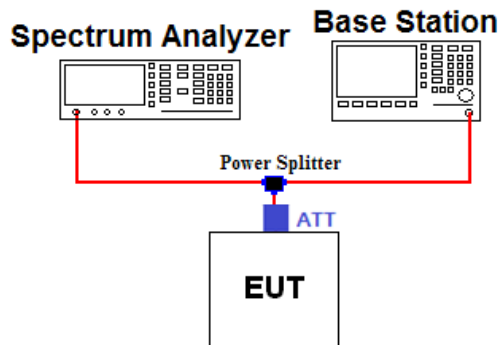 Base Station
Spectrum Analyzer
Power Splitter
ATT
EUT